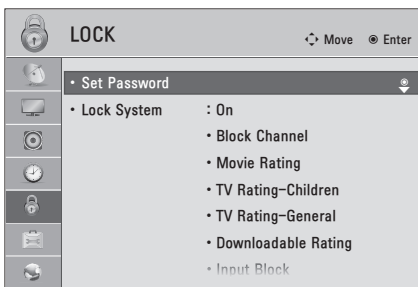 LOCK Move Enter
• Set Password
• Lock System : On
• Block Channel
• Movie Rating
• TV Rating-Children
• TV Rating-General
• Downloadable Rating
• Input Block